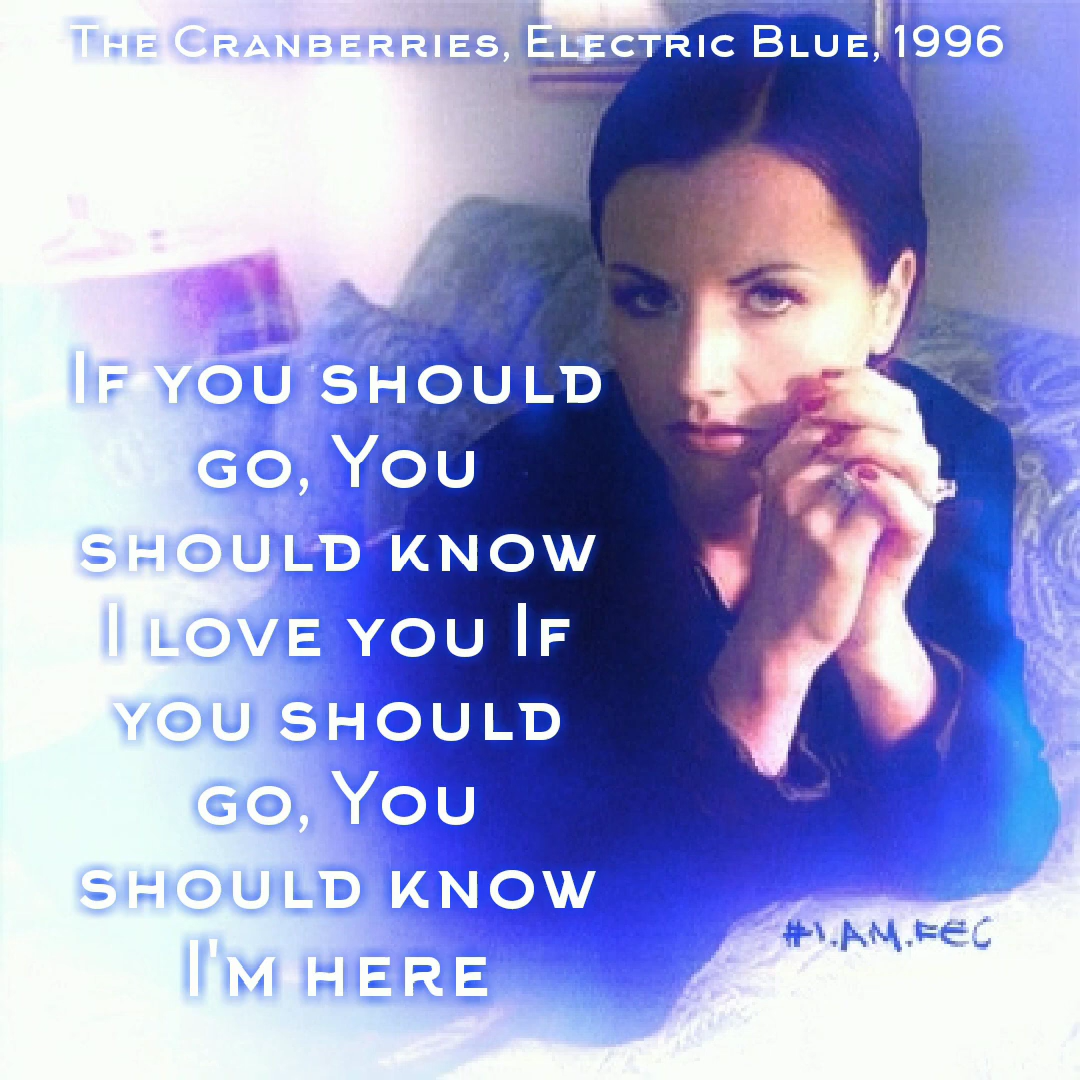 The Cranberries, Electric Blue, 1996
If you should
go, You
should know
I love you If
you should
go, You
should know
I'm here
#I.AM.FEC